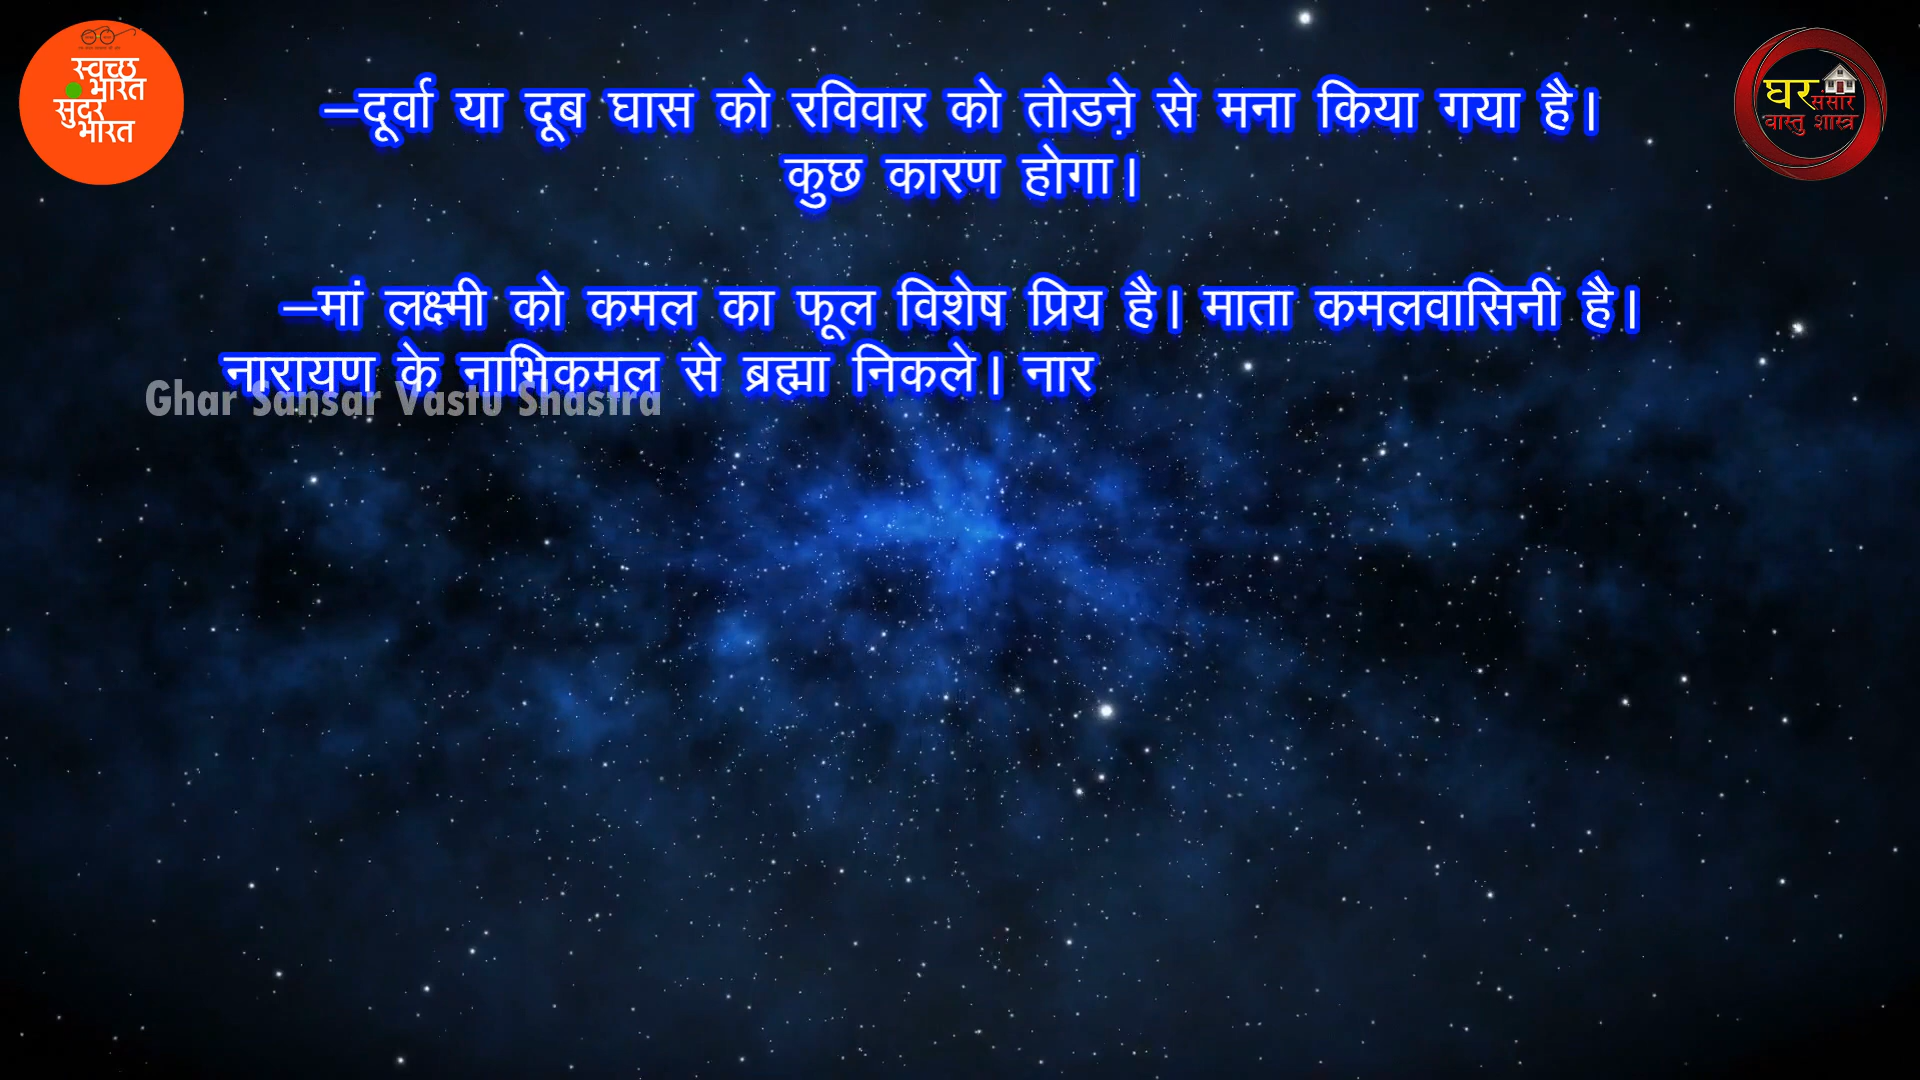 स्वच्छ
भारत
सुंदर
भारत
घर
संसार
वास्तु शास्त्र
–दूर्वा या दूब घास को रविवार को तोडऩे से मना किया गया है।
कुछ कारण होगा।
–मां लक्ष्मी को कमल का फूल विशेष प्रिय है। माता कमलवासिनी है।
नारायण के नाभिकमल से ब्रह्मा निकले। नार
Ghar Sansar Vastu Shastra